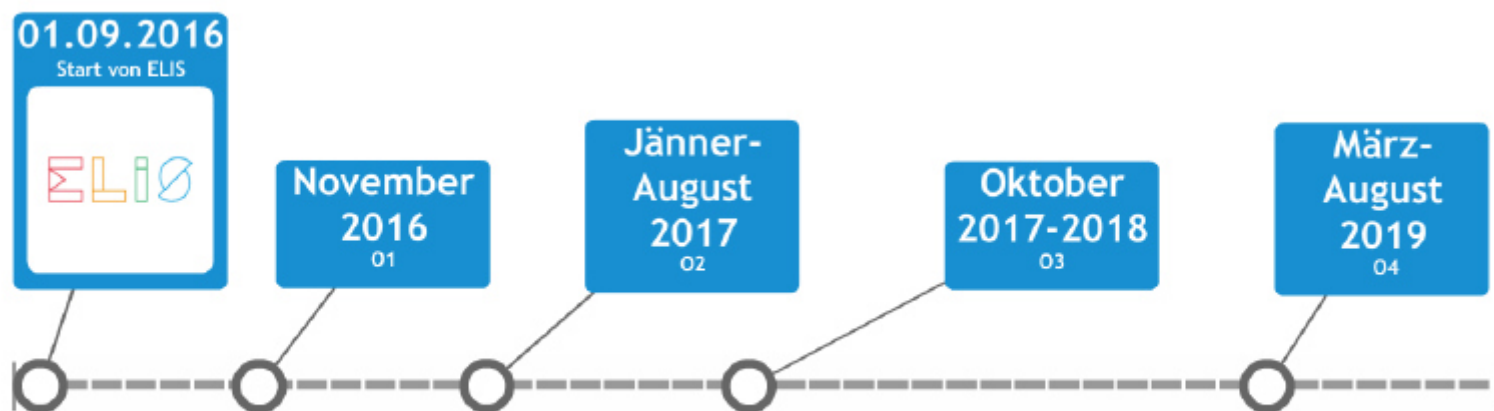 01.09.2016
Start von ELIS
ELiS
November
2016
O1
Jänner-
August
2017
O2
Oktober
2017-2018
O3
März-
August
2019
O4